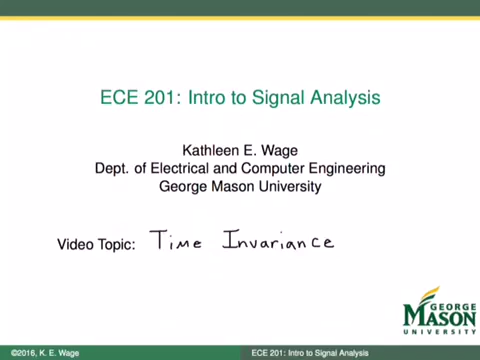 ECE 201: Intro to Signal Analysis
Kathleen E. Wage
Dept. of Electrical and Computer Engineering
George Mason University
Video Topic: Time Invariance
GEORGE
MASON
UNIVERSITY
©2016, K. E. Wage
ECE 201: Intro to Signal Analysis